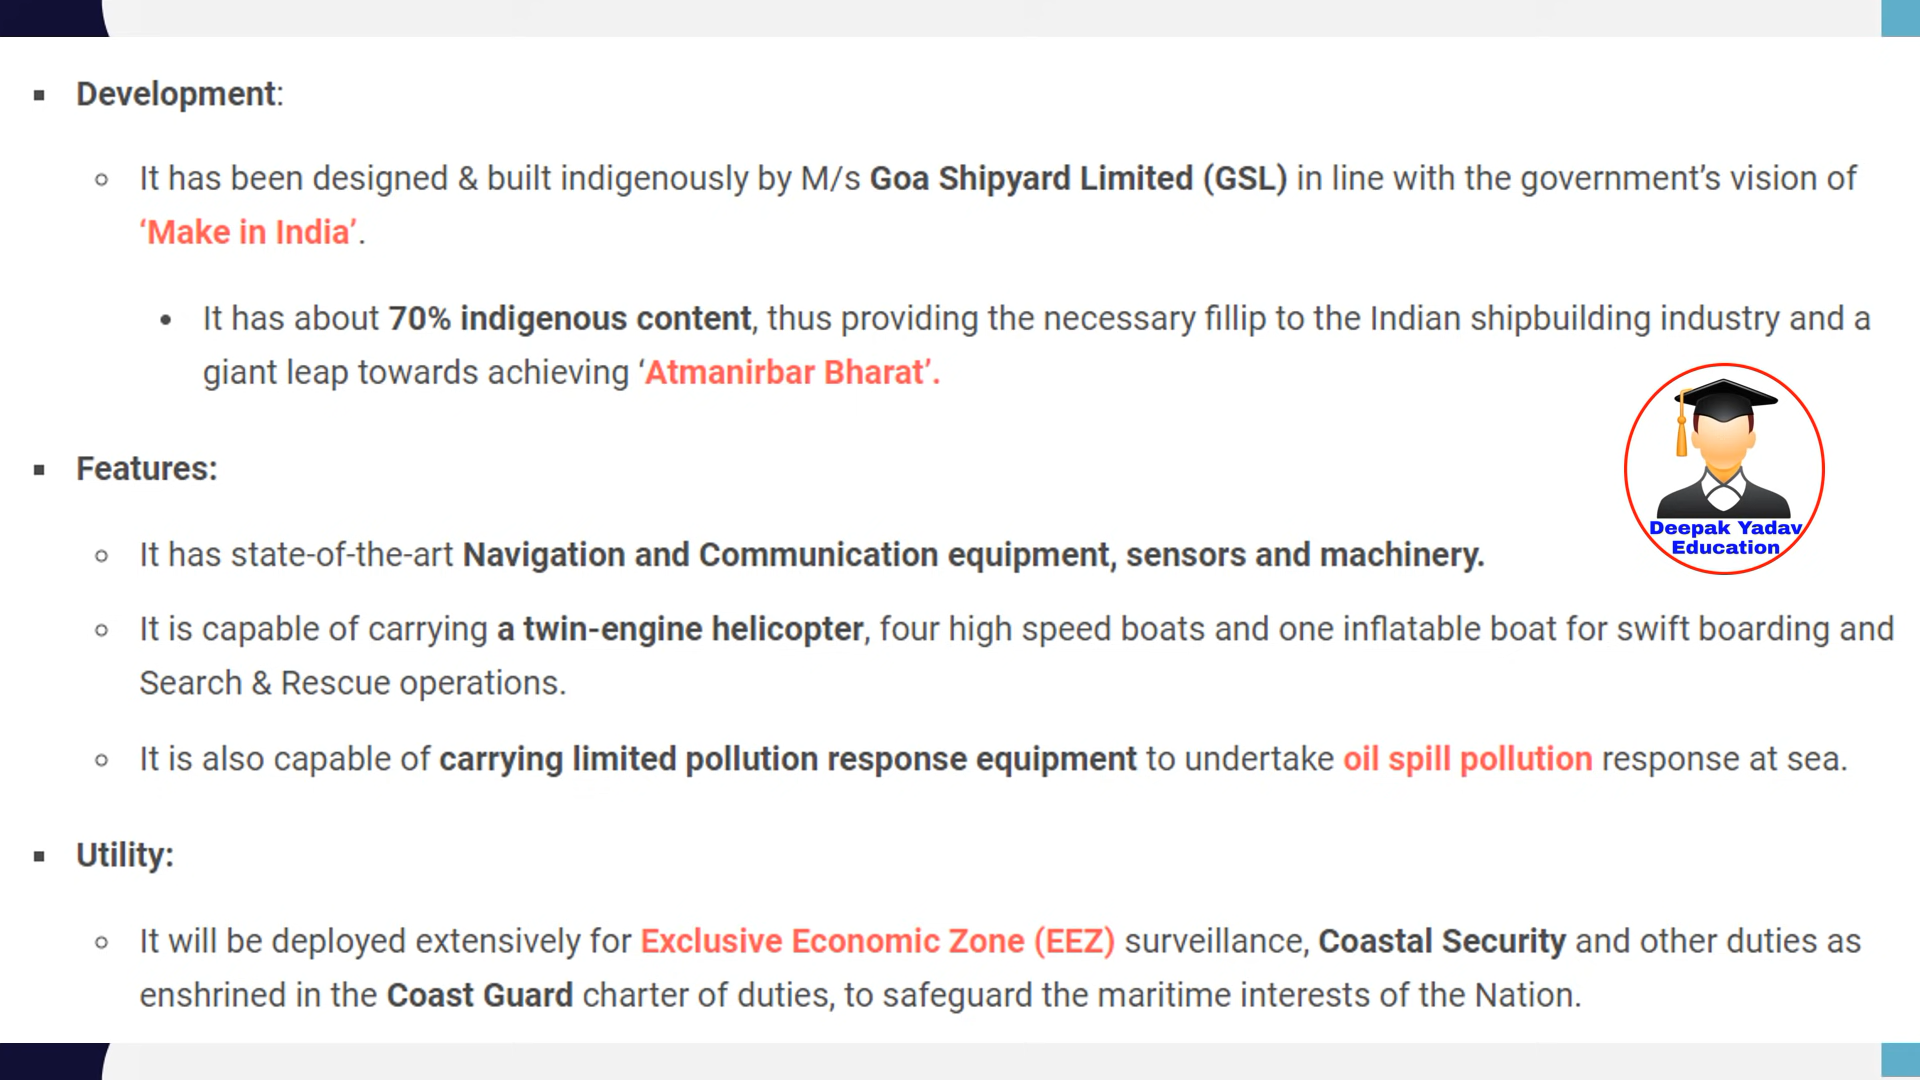 Development:
It has been designed & built indigenously by M/s Goa Shipyard Limited (GSL) in line with the government’s vision of
‘Make in India’.
It has about 70% indigenous content, thus providing the necessary fillip to the Indian shipbuilding industry and a
giant leap towards achieving ‘Atmanirbar Bharat’.
Features:
It has state-of-the-art Navigation and Communication equipment, sensors and machinery.
It is capable of carrying a twin-engine helicopter, four high speed boats and one inflatable boat for swift boarding and
Search & Rescue operations.
It is also capable of carrying limited pollution response equipment to undertake oil spill pollution response at sea.
Utility:
It will be deployed extensively for Exclusive Economic Zone (EEZ) surveillance, Coastal Security and other duties as
enshrined in the Coast Guard charter of duties, to safeguard the maritime interests of the Nation.
Deepak Yadav
Education